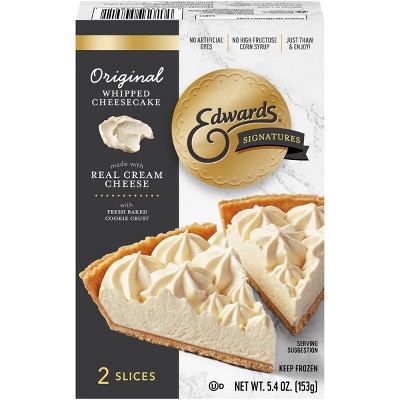 NO ARTIFICIAL DYES
NO HIGH FRUCTOSE CORN SYRUP
JUST THAW & ENJOY!
Original
WHIPPED
CHEESECAKE
made with
REAL CREAM
CHEESE
with
FRESH BAKED
COOKIE CRUST
Edwards
SIGNATURES
SERVING
SUGGESTION
KEEP FROZEN
2 SLICES
U D
NET WT. 5.4 OZ. (153g)